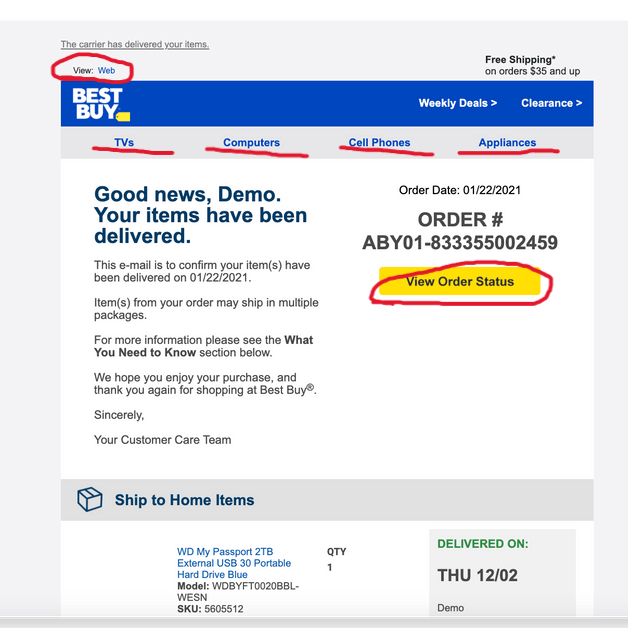 The carrier has delivered your items.
View: Web
Free Shipping*
on orders $35 and up
BEST
BUY
Weekly Deals >
Clearance >
TVs
Computers
Cell Phones
Appliances
Good news, Demo.
Your items have been
delivered.
This e-mail is to confirm your item(s) have
been delivered on 01/22/2021.
Item(s) from your order may ship in multiple
packages.
For more information please see the What
You Need to Know section below.
We hope you enjoy your purchase, and
thank you again for shopping at Best Buy®.
Sincerely,
Your Customer Care Team
Order Date: 01/22/2021
ORDER #
ABY01-833355002459
View Order Status
Ship to Home Items
WD My Passport 2TB
External USB 30 Portable
Hard Drive Blue
Model: WDBYFT0020BBL-
WESN
SKU: 5605512
QTY
1
DELIVERED ON:
THU 12/02
Demo